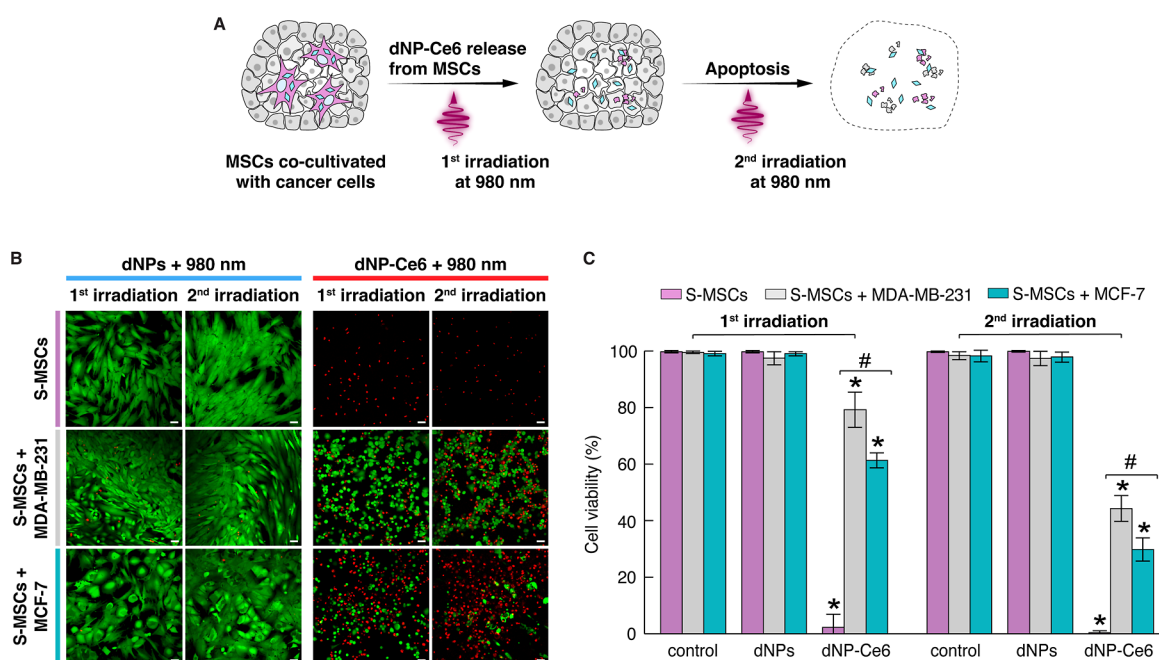 A
dNP-Ce6 release
from MSCs
Apoptosis
MSCs co-cultivated
with cancer cells
1st irradiation
at 980 nm
2nd irradiation
at 980 nm
B
dNPs + 980 nm
dNP-Ce6 + 980 nm
1st irradiation
2nd irradiation
1st irradiation
2nd irradiation
S-MSCs
S-MSCs +
MDA-MB-231
S-MSCs +
MCF-7
C
S-MSCs
S-MSCs + MDA-MB-231
S-MSCs + MCF-7
1st irradiation
2nd irradiation
Cell viability (%)
100
80
60
40
20
0
#
*
*
*
#
*
*
*
control
dNPs
dNP-Ce6
control
dNPs
dNP-Ce6